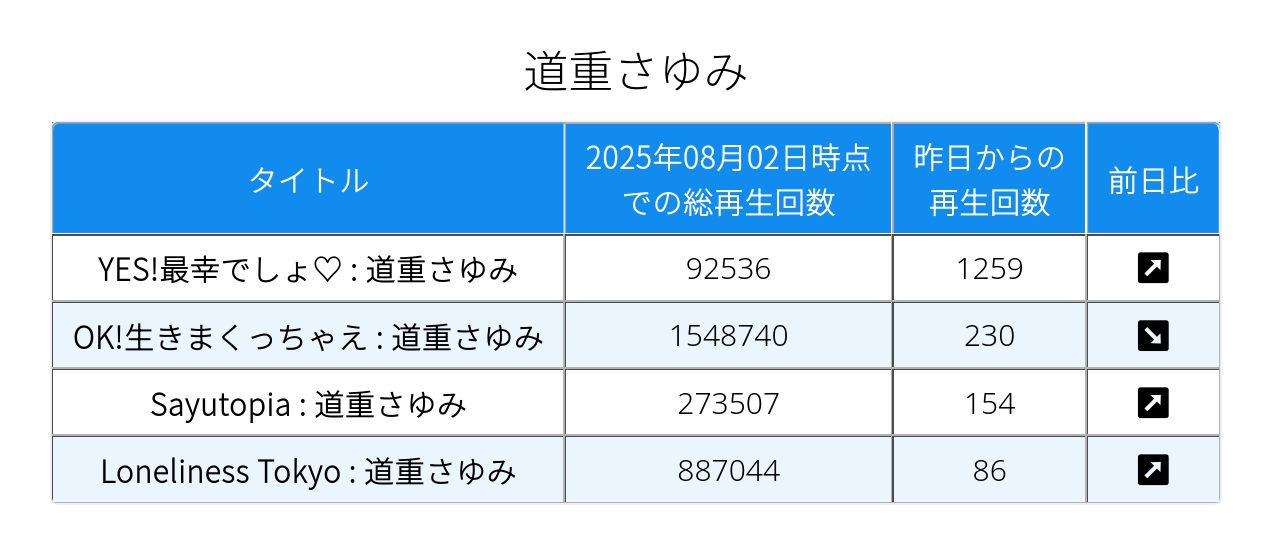 道重さゆみ
タイトル
2025年08月02日時点
での総再生回数
昨日からの
再生回数
前日比
YES!最幸でしょ♡ : 道重さゆみ
92536
1259
↗
OK!生きまくっちゃえ : 道重さゆみ
1548740
230
↘
Sayutopia : 道重さゆみ
273507
154
↗
Loneliness Tokyo : 道重さゆみ
887044
86
↗